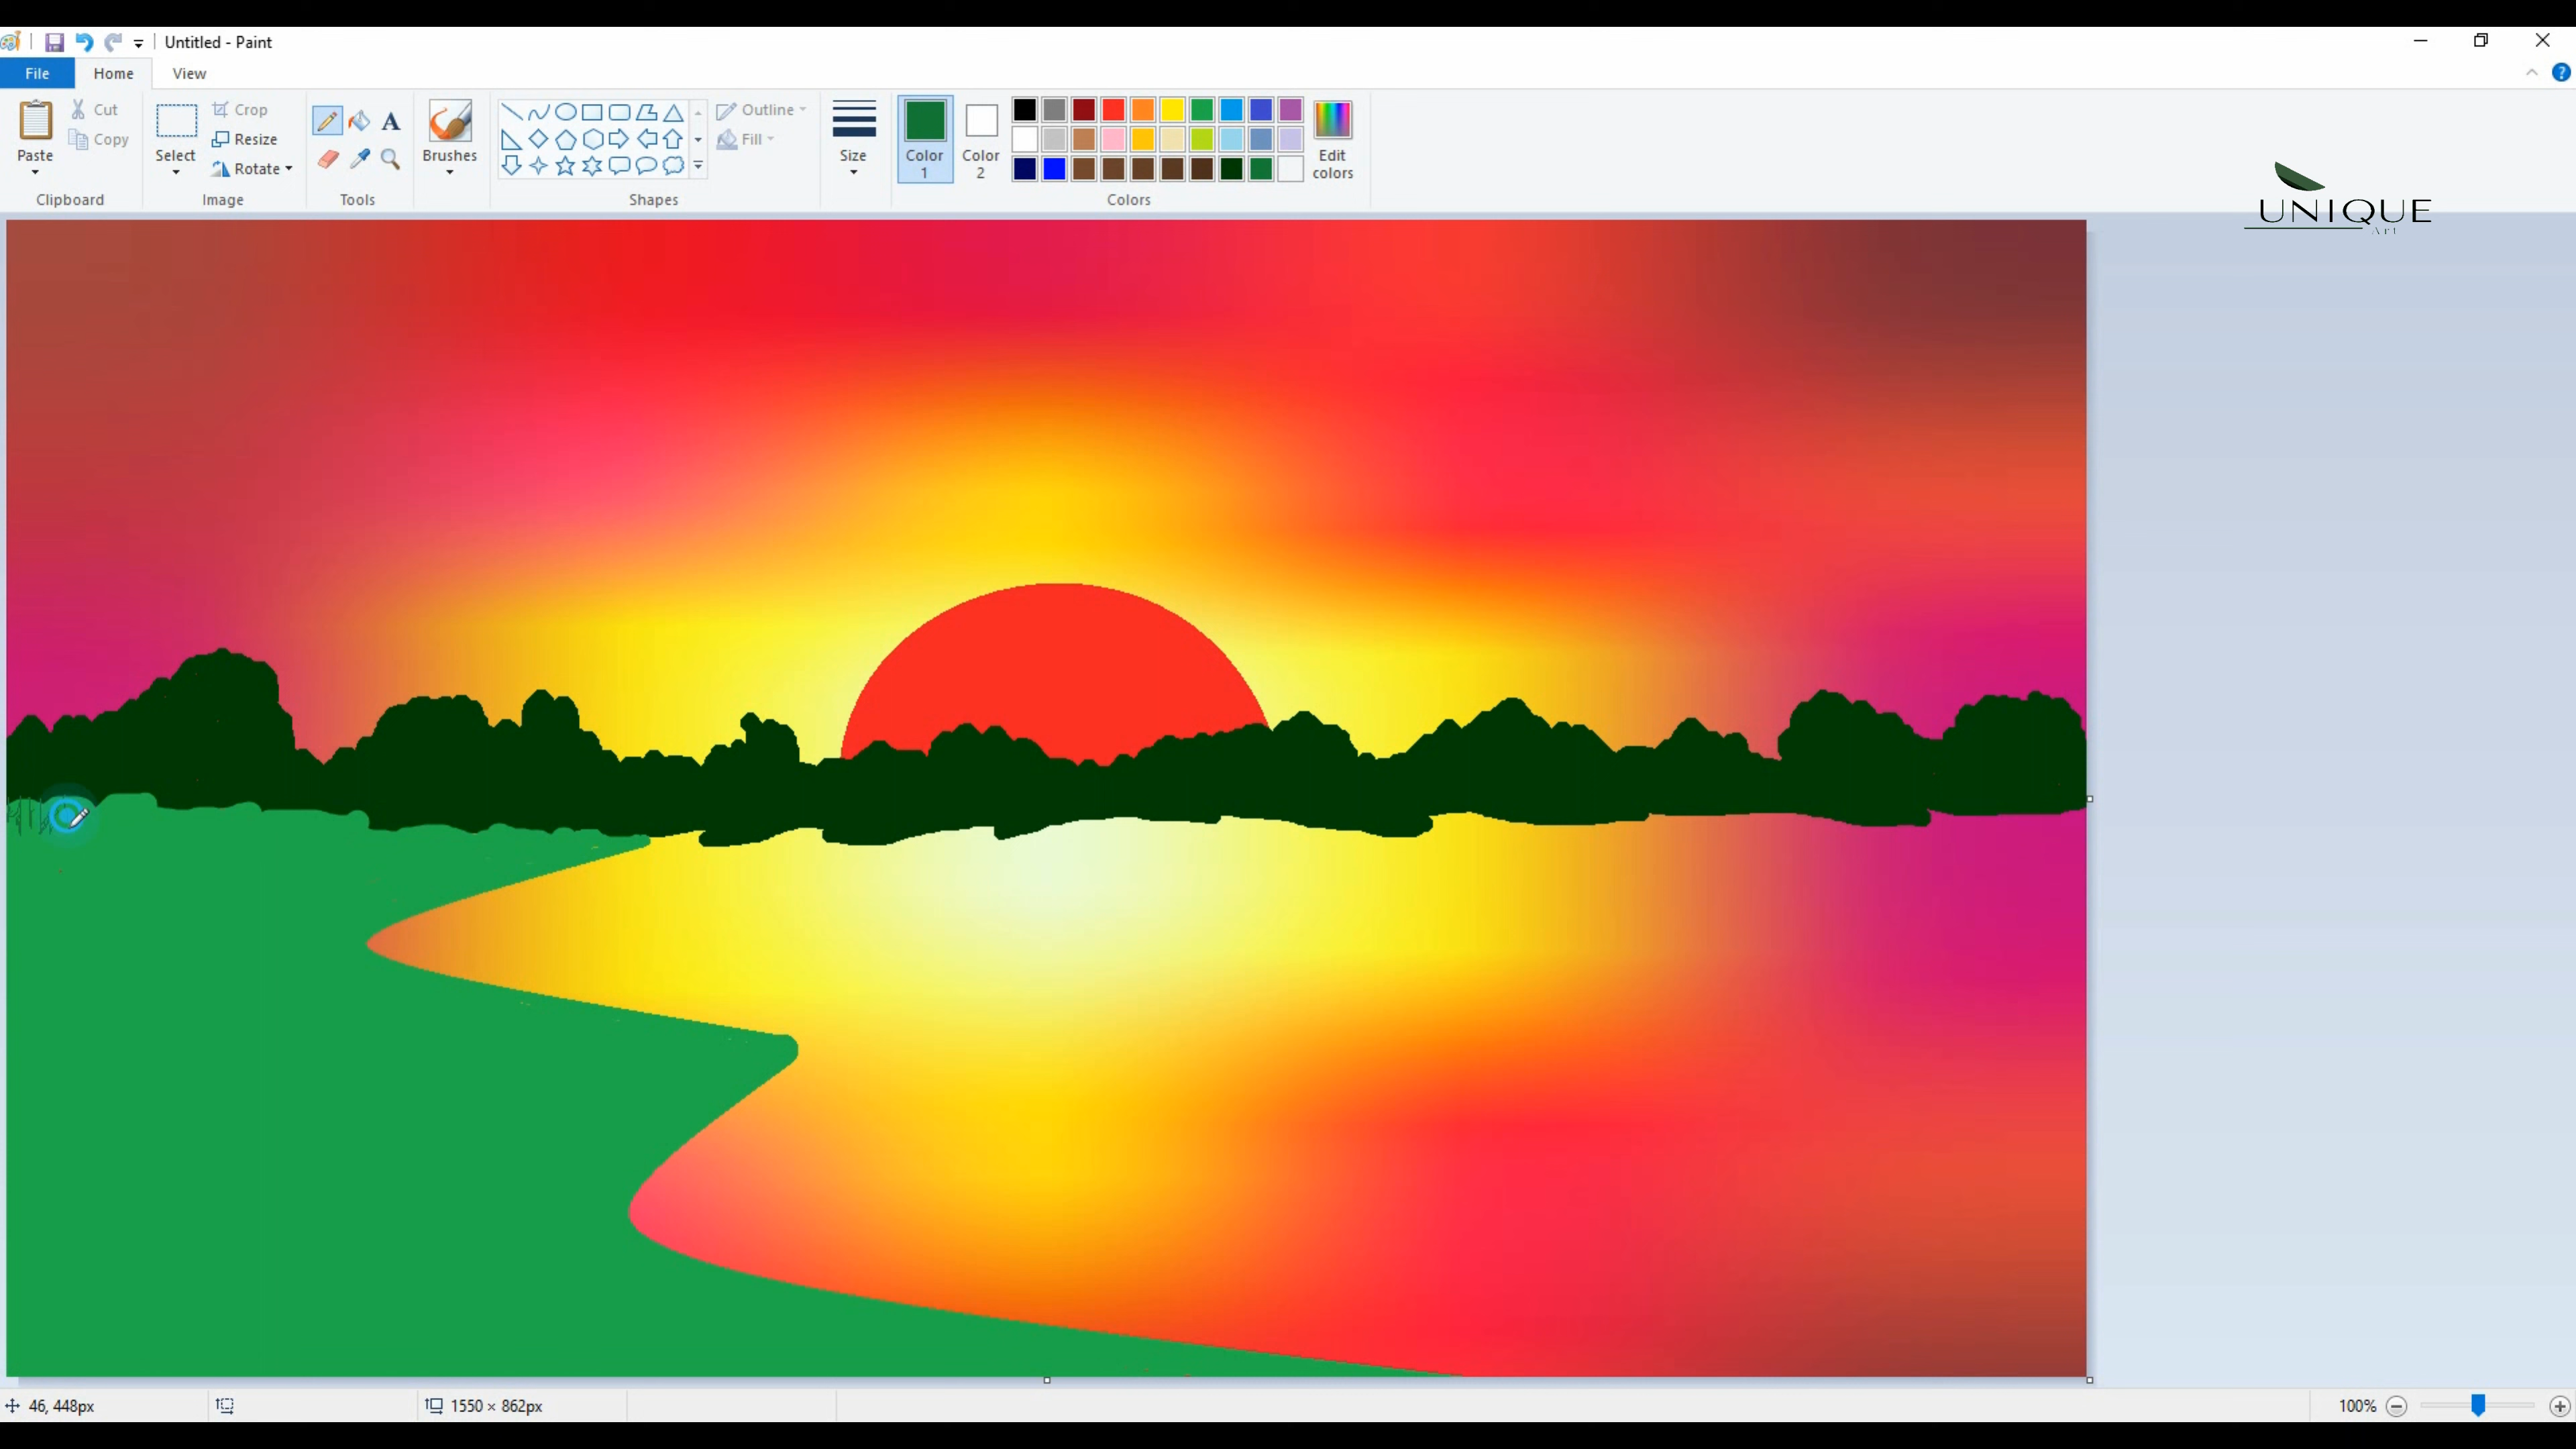 Untitled - Paint
File Home View
Paste
Cut
Copy
Clipboard
Select
Crop
Resize
Rotate
Image
A
Tools
Brushes
Outline
Fill
Shapes
Size
Color 1
Color 2
Edit colors
Colors
UNIQUE
Art
46, 448px
1550 × 862px
100%